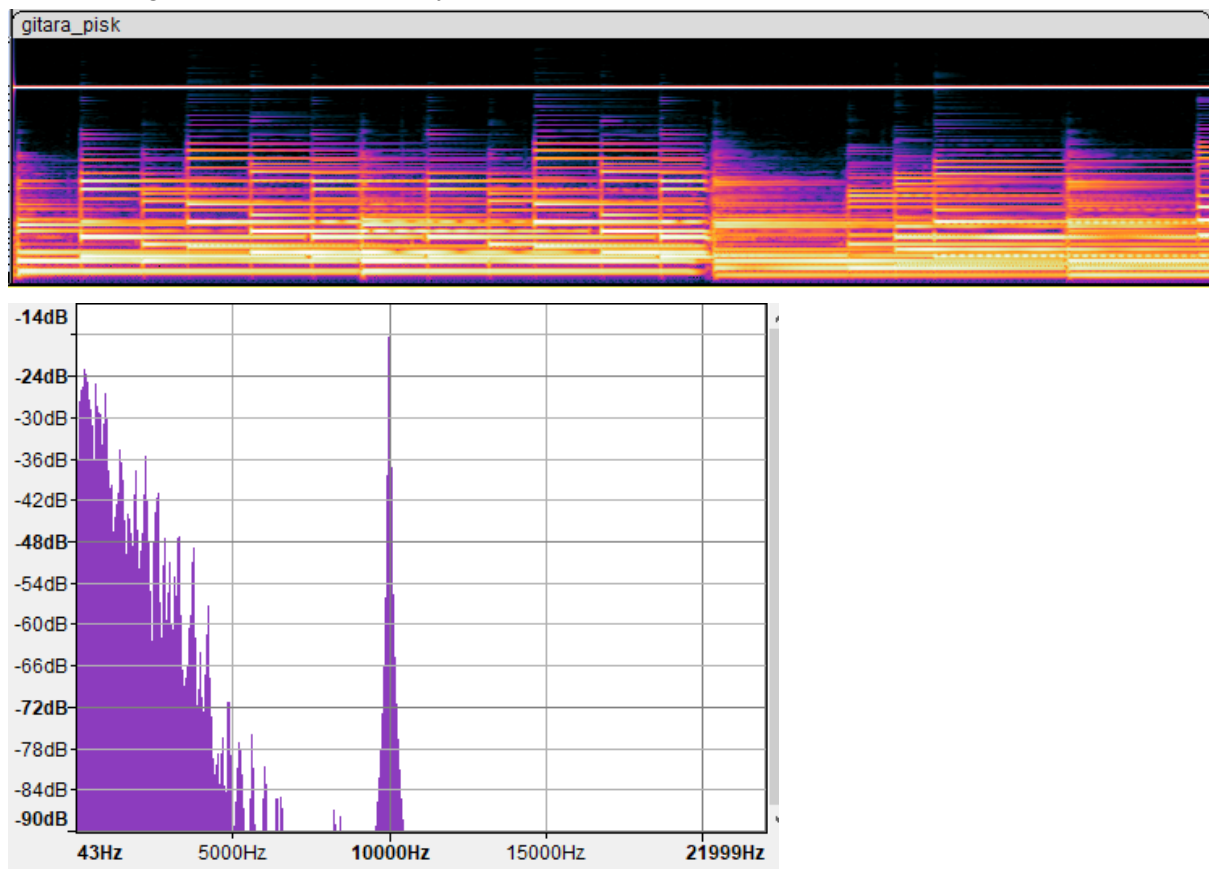 gitara_pisk
-14dB
-24dB
-30dB
-36dB
-42dB
-48dB
-54dB
-60dB
-66dB
-72dB
-78dB
-84dB
-90dB
43Hz 5000Hz 10000Hz 15000Hz 21999Hz